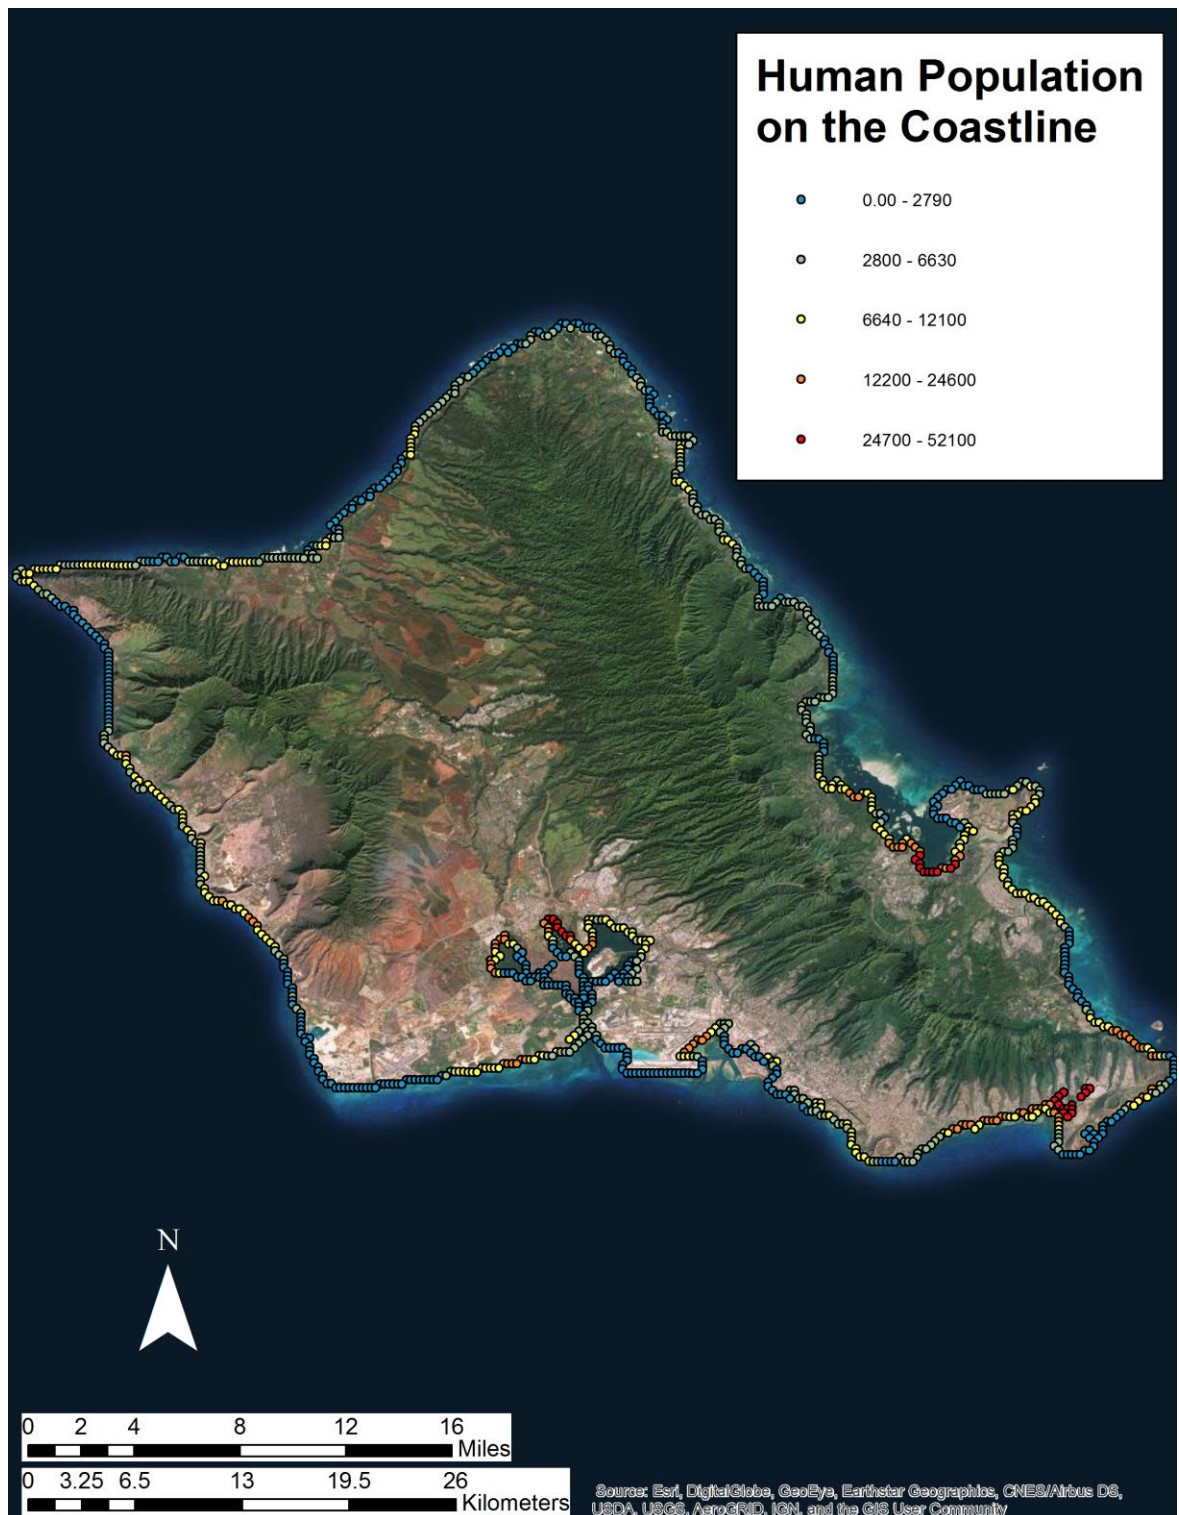 Human Population
on the Coastline
0.00 - 2790
2800 - 6630
6640 - 12100
12200 - 24600
24700 - 52100
N
0 2 4 8 12 16
Miles
0 3.25 6.5 13 19.5 26
Kilometers
Source: Esri, DigitalGlobe, GeoEye, Earthstar Geographics, CNES/Airbus DS,
USDA, USGS, AeroGRID, IGN, and the GIS User Community